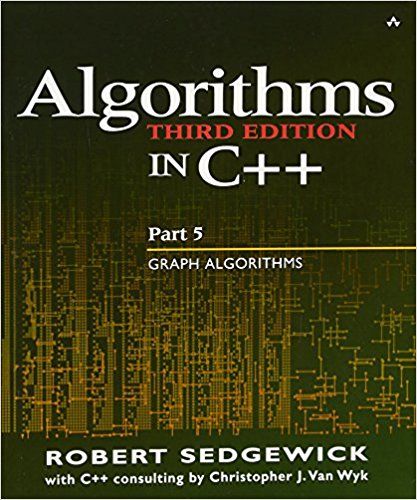 Algorithms
THIRD EDITION
IN C++
Part 5
GRAPH ALGORITHMS
ROBERT SEDGEWICK
with C++ consulting by Christopher J. Van Wyk